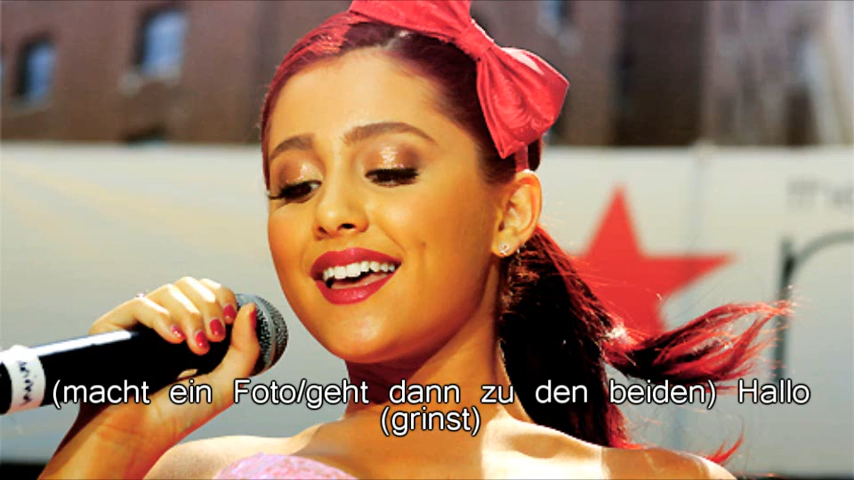 (macht ein Foto/geht dann zu den beiden) Hallo
(grinst)